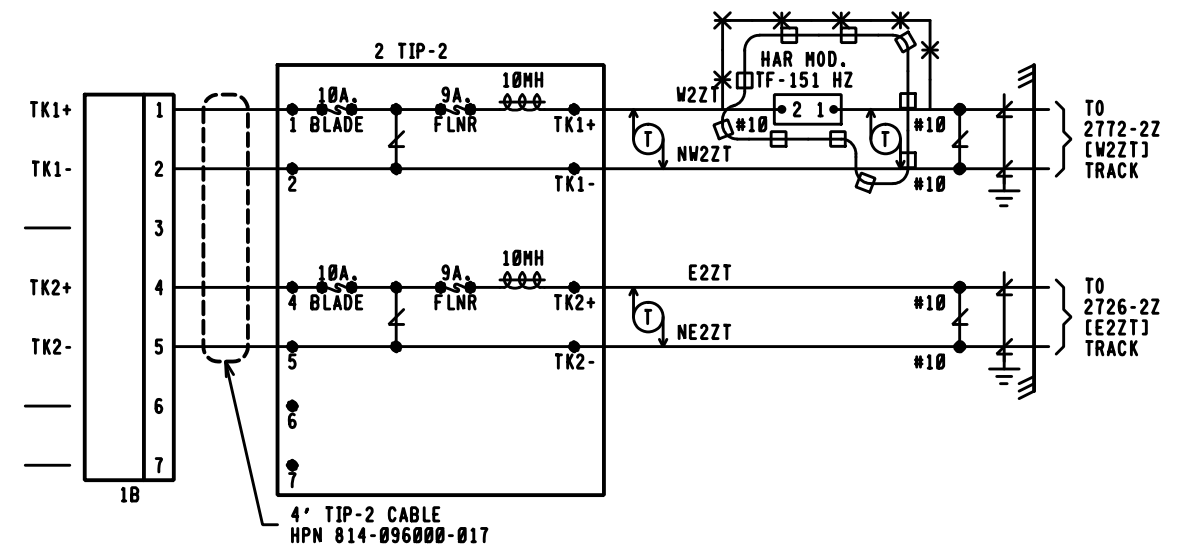 2 TIP-2
HAR MOD.
TF-151 HZ
10A.
9A.
10MH
W2ZT
TK1+
1
1
BLADE
FLNR
TK1+
2 1
#10
T
T
#10
TO
2772-2Z
[W2ZT]
TRACK
NW2ZT
TK1-
2
2
TK1-
#10
3
10A.
9A.
10MH
E2ZT
TK2+
4
4
BLADE
FLNR
TK2+
T
#10
TO
2726-2Z
[E2ZT]
TRACK
NE2ZT
TK2-
5
5
TK2-
#10
6
6
7
7
1B
4' TIP-2 CABLE
HPN 814-096000-017